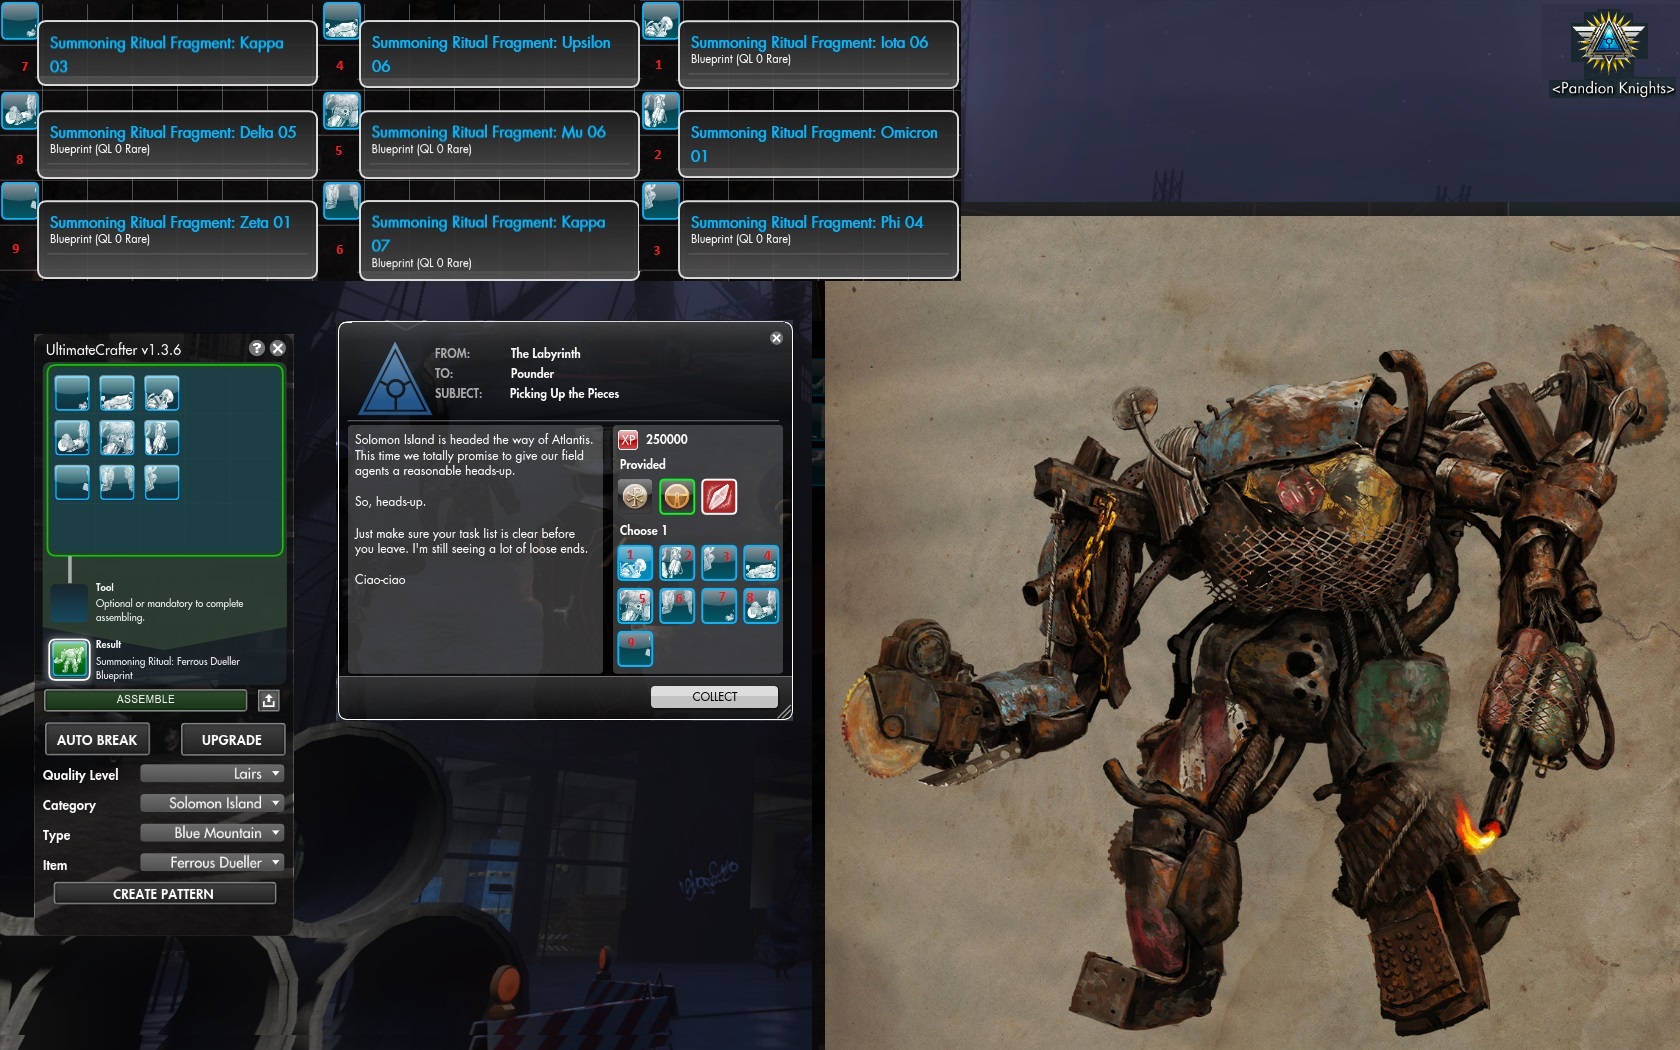 Summoning Ritual Fragment: Kappa
03
7
Summoning Ritual Fragment: Upsilon
06
4
Summoning Ritual Fragment: Iota 06
Blueprint (QL 0 Rare)
1
Summoning Ritual Fragment: Delta 05
Blueprint (QL 0 Rare)
8
Summoning Ritual Fragment: Mu 06
Blueprint (QL 0 Rare)
5
Summoning Ritual Fragment: Omicron
01
2
Summoning Ritual Fragment: Zeta 01
Blueprint (QL 0 Rare)
9
Summoning Ritual Fragment: Kappa
07
Blueprint (QL 0 Rare)
6
Summoning Ritual Fragment: Phi 04
Blueprint (QL 0 Rare)
3
<Pandion Knights>
UltimateCrafter v1.3.6
?
Tool
Optional or mandatory to complete
assembling.
Result
Summoning Ritual: Ferrous Dueller
Blueprint
ASSEMBLE
AUTO BREAK
UPGRADE
Quality Level
Lairs
Category
Solomon Island
Type
Blue Mountain
Item
Ferrous Dueller
CREATE PATTERN
FROM: The Labyrinth
TO: Pounder
SUBJECT: Picking Up the Pieces
Solomon Island is headed the way of Atlantis.
This time we totally promise to give our field
agents a reasonable heads-up.
So, heads-up.
Just make sure your task list is clear before
you leave. I'm still seeing a lot of loose ends.
Ciao-ciao
XP 250000
Provided
Choose 1
1 2 3 4
5 6 7 8
9
COLLECT